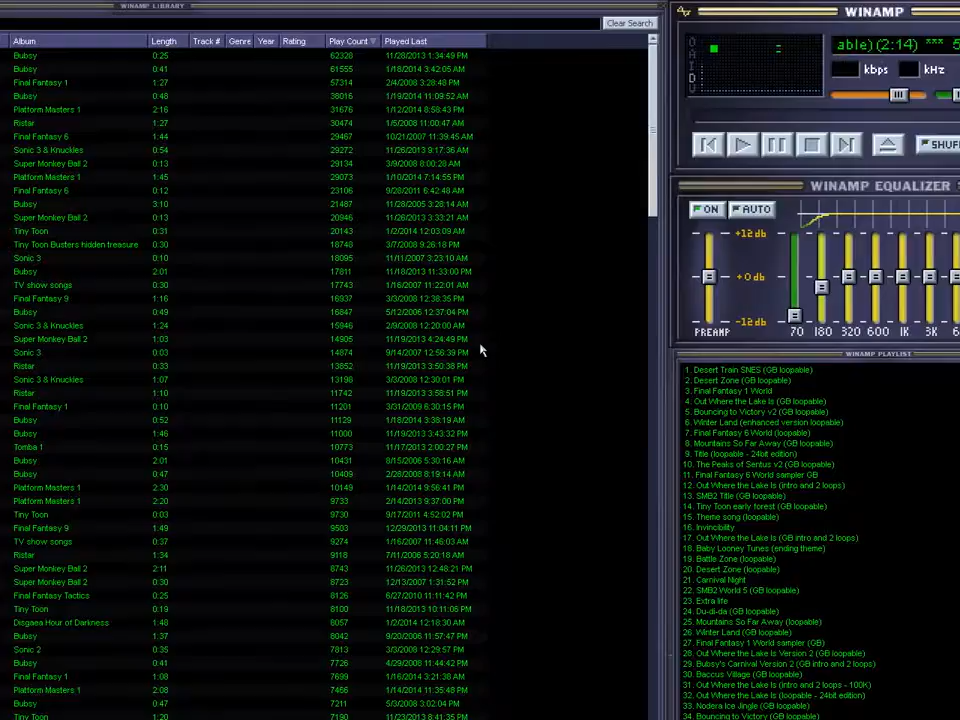 WINAMP LIBRARY
Clear Search
Album Length Track # Genre Year Rating Play Count Played Last
Bubsy 0:25 62328 11/28/2013 1:34:49 PM
Bubsy 0:41 61555 1/18/2014 3:42:05 AM
Final Fantasy 1 1:27 57314 2/4/2008 3:28:48 PM
Bubsy 0:48 38016 1/19/2014 11:09:52 AM
Platform Masters 1 2:16 31676 1/12/2014 8:58:43 PM
Ristar 1:27 30474 1/5/2008 11:00:47 AM
Final Fantasy 6 1:44 29467 10/21/2007 11:39:45 AM
Sonic 3 & Knuckles 0:54 29272 11/26/2013 9:17:36 AM
Super Monkey Ball 2 0:13 29134 3/9/2008 8:00:28 AM
Platform Masters 1 1:45 29073 1/10/2014 7:14:55 PM
Final Fantasy 6 0:12 23106 9/28/2011 6:42:48 AM
Bubsy 3:10 21487 11/28/2005 3:28:14 AM
Super Monkey Ball 2 0:13 20946 11/26/2013 3:33:21 AM
Tiny Toon 0:31 20143 1/2/2014 12:03:09 AM
Tiny Toon Busters hidden treasure 0:30 18748 3/7/2008 9:26:18 PM
Sonic 3 0:10 18095 11/11/2007 3:23:10 AM
Bubsy 2:01 17811 11/18/2013 11:33:00 PM
TV show songs 0:30 17743 1/16/2007 11:22:01 AM
Final Fantasy 9 1:16 16937 3/3/2008 12:38:35 PM
Bubsy 0:49 16847 5/12/2006 12:37:04 PM
Sonic 3 & Knuckles 1:24 15946 2/9/2008 12:20:00 AM
Super Monkey Ball 2 1:03 14905 11/19/2013 4:24:49 PM
Sonic 3 0:03 14874 9/14/2007 12:56:39 PM
Ristar 0:33 13852 11/19/2013 3:50:38 PM
Sonic 3 & Knuckles 1:07 13198 3/3/2008 12:30:01 PM
Ristar 1:10 11742 11/19/2013 3:58:51 PM
Final Fantasy 1 0:10 11201 3/31/2009 8:30:15 PM
Bubsy 0:52 11129 1/18/2014 3:38:19 AM
Bubsy 1:46 11000 11/19/2013 3:43:32 PM
Tomba 1 0:15 10773 11/17/2013 2:00:27 PM
Bubsy 2:01 10431 8/15/2006 5:30:16 AM
Bubsy 0:47 10409 2/28/2008 8:19:14 AM
Platform Masters 1 2:30 10149 1/14/2014 9:56:41 PM
Platform Masters 1 2:20 9733 2/14/2013 9:37:00 PM
Tiny Toon 0:03 9730 9/17/2011 4:52:02 PM
Final Fantasy 9 1:49 9503 12/29/2013 11:04:11 PM
TV show songs 0:37 9274 1/16/2007 11:46:03 AM
Ristar 1:34 9118 7/11/2006 5:20:18 AM
Super Monkey Ball 2 2:11 8743 11/26/2013 12:48:21 PM
Super Monkey Ball 2 0:30 8723 12/13/2007 1:31:52 PM
Final Fantasy Tactics 0:25 8126 6/27/2010 11:11:42 PM
Tiny Toon 0:19 8100 11/18/2013 10:11:06 PM
Disgaea Hour of Darkness 1:48 8057 1/2/2014 12:18:30 AM
Bubsy 1:37 8042 9/20/2006 11:57:47 PM
Sonic 2 0:35 7813 3/3/2008 12:29:57 PM
Bubsy 0:41 7726 4/29/2008 11:44:42 PM
Final Fantasy 1 1:08 7699 1/16/2014 3:21:38 AM
Platform Masters 1 2:08 7466 1/14/2014 11:35:48 PM
Bubsy 0:47 7211 5/3/2008 3:02:04 PM
Tiny Toon 1:20 7190 11/23/2013 8:41:35 PM
WINAMP
O
A
I
D
U
able) (2:14) *** 5
kbps kHz
SHUF
WINAMP EQUALIZER
ON AUTO
+12 db
+0 db
-12 db
PREAMP 70 180 320 600 1K 3K 6
WINAMP PLAYLIST
1. Desert Train SNES (GB loopable)
2. Desert Zone (GB loopable)
3. Final Fantasy 1 World
4. Out Where the Lake Is (GB loopable)
5. Bouncing to Victory v2 (GB loopable)
6. Winter Land (enhanced version loopable)
7. Final Fantasy 6 World (loopable)
8. Mountains So Far Away (GB loopable)
9. Title (loopable - 24bit edition)
10. The Peaks of Sentus v2 (GB loopable)
11. Final Fantasy 6 World sampler GB
12. Out Where the Lake Is (intro and 2 loops)
13. SMB2 Title (GB loopable)
14. Tiny Toon early forest (GB loopable)
15. Theme song (loopable)
16. Invincibility
17. Out Where the Lake Is (GB intro and 2 loops)
18. Baby Looney Tunes (ending theme)
19. Battle Zone (loopable)
20. Desert Zone (loopable)
21. Carnival Night
22. SMB2 World 5 (GB loopable)
23. Extra life
24. Du-di-da (GB loopable)
25. Mountains So Far Away (loopable)
26. Winter Land (GB loopable)
27. Final Fantasy 1 sampler (GB)
28. Out Where the Lake Is Version 2 (GB loopable)
29. Bubsy's Carnival Version 2 (GB intro and 2 loops)
30. Baccus Village (GB loopable)
31. Out Where the Lake Is (intro and 2 loops - 100K)
32. Out Where the Lake Is (loopable - 24bit edition)
33. Nodera Ice Jingle (GB loopable)
34. Bouncing to Victory (GB loopable)